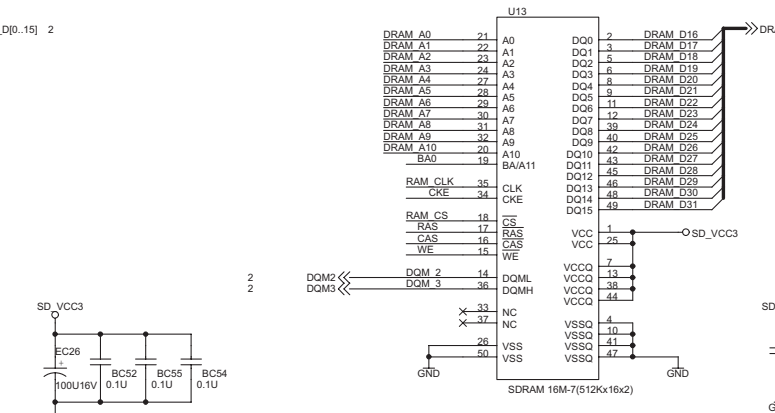 U13
_D[0..15] 2
DRA
DRAM_A0 21 A0 DQ0 2 DRAM_D16
DRAM_A1 22 A1 DQ1 3 DRAM_D17
DRAM_A2 23 A2 DQ2 5 DRAM_D18
DRAM_A3 24 A3 DQ3 6 DRAM_D19
DRAM_A4 27 A4 DQ4 8 DRAM_D20
DRAM_A5 28 A5 DQ5 9 DRAM_D21
DRAM_A6 29 A6 DQ6 11 DRAM_D22
DRAM_A7 30 A7 DQ7 12 DRAM_D23
DRAM_A8 31 A8 DQ8 39 DRAM_D24
DRAM_A9 32 A9 DQ9 40 DRAM_D25
DRAM_A10 20 A10 DQ10 42 DRAM_D26
BA0 19 BA/A11 DQ11 43 DRAM_D27
DQ12 45 DRAM_D28
RAM_CLK 35 CLK DQ13 46 DRAM_D29
CKE 34 CKE DQ14 48 DRAM_D30
DQ15 49 DRAM_D31
RAM_CS 18 CS
RAS 17 RAS VCC 1 SD_VCC3
CAS 16 CAS VCC 25
WE 15 WE
VCCQ 7
2 DQM2 DQM_2 14 DQML VCCQ 13
2 DQM3 DQM_3 36 DQMH VCCQ 38
VCCQ 44
33 NC
37 NC VSSQ 4
VSSQ 10
26 VSS VSSQ 41
50 VSS VSSQ 47
GND
GND
SDRAM 16M-7(512Kx16x2)
SD_VCC3
EC26
+
100U16V
BC52
0.1U
BC55
0.1U
BC54
0.1U
SD
G